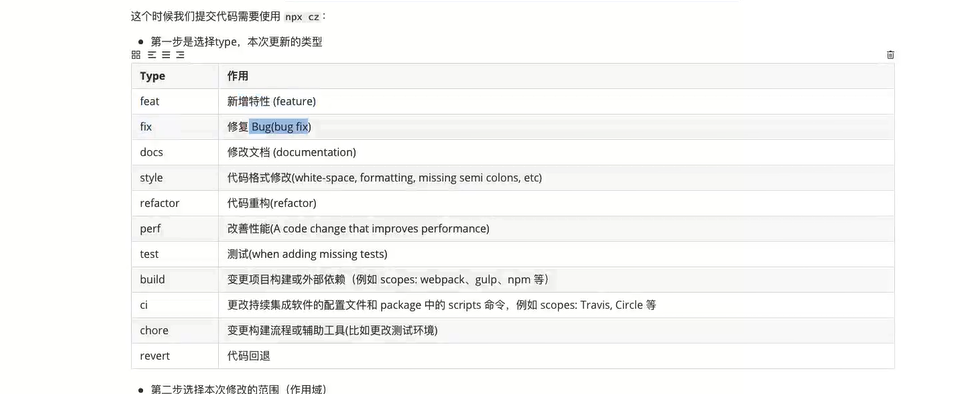 这个时候我们提交代码需要使用 npx cz：
● 第一步是选择type，本次更新的类型
Type 作用
feat 新增特性 (feature)
fix 修复 Bug(bug fix)
docs 修改文档 (documentation)
style 代码格式修改(white-space, formatting, missing semi colons, etc)
refactor 代码重构(refactor)
perf 改善性能(A code change that improves performance)
test 测试(when adding missing tests)
build 变更项目构建或外部依赖（例如 scopes: webpack、gulp、npm 等）
ci 更改持续集成软件的配置文件和 package 中的 scripts 命令，例如 scopes: Travis, Circle 等
chore 变更构建流程或辅助工具(比如更改测试环境)
revert 代码回退
● 第二步选择本次修改的范围（作用域）